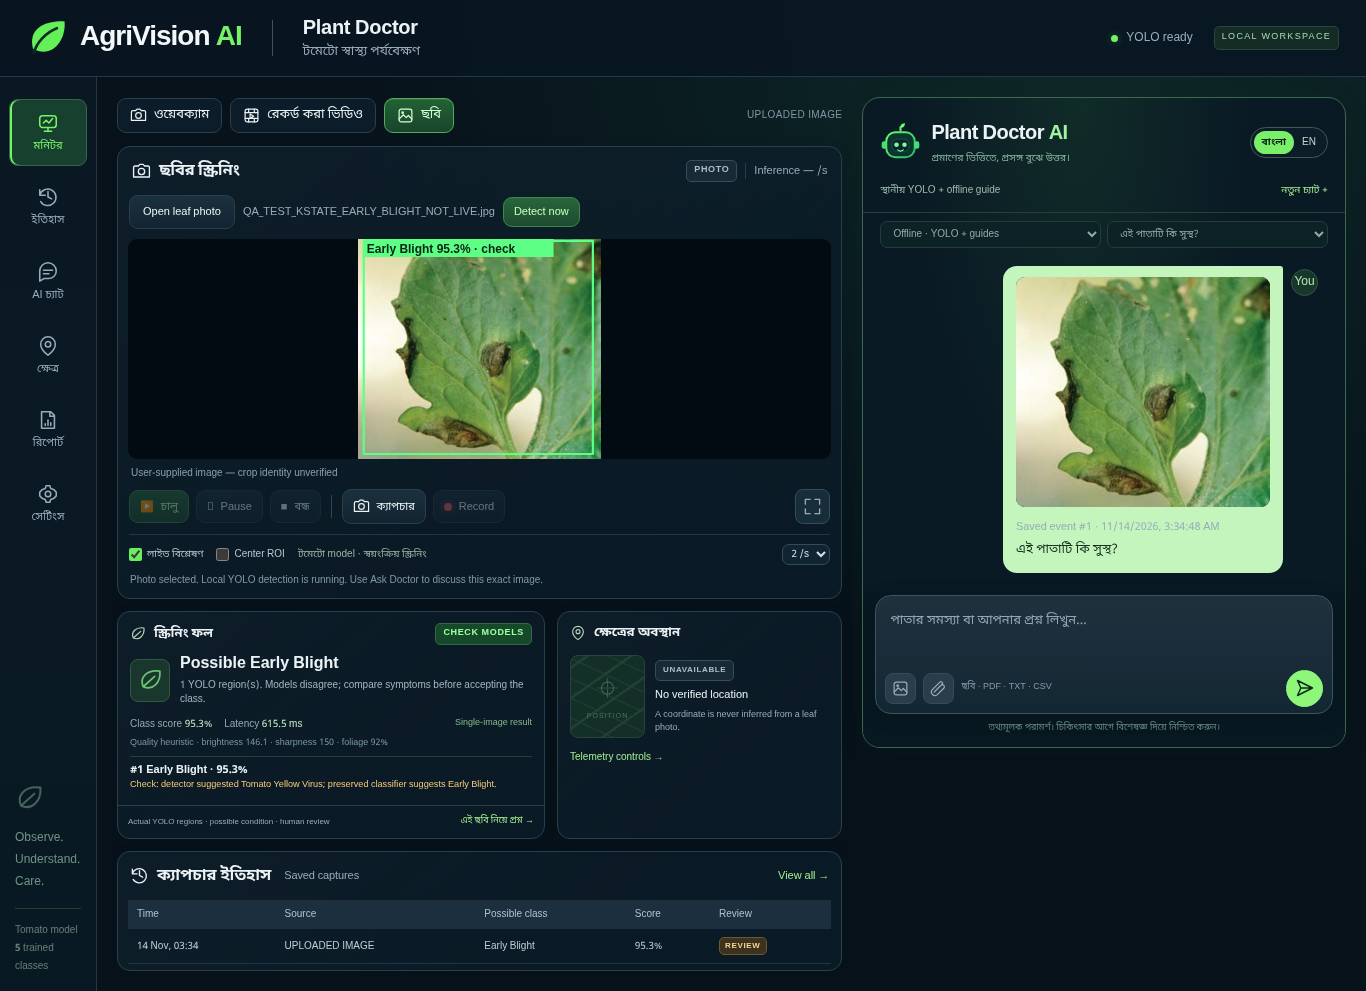 AgriVision AI
Plant Doctor
টমেটো স্বাস্থ্য পর্যবেক্ষণ
YOLO ready
LOCAL WORKSPACE
মনিটর
ইতিহাস
AI চ্যাট
ক্ষেত্র
রিপোর্ট
সেটিংস
Observe.
Understand.
Care.
Tomato model
5 trained
classes
ওয়েবক্যাম
রেকর্ড করা ভিডিও
ছবি
UPLOADED IMAGE
ছবির স্ক্রিনিং
PHOTO
Inference — /s
Open leaf photo
QA_TEST_KSTATE_EARLY_BLIGHT_NOT_LIVE.jpg
Detect now
Early Blight 95.3% · check
User-supplied image — crop identity unverified
চালু
Pause
বন্ধ
ক্যাপচার
Record
লাইভ বিশ্লেষণ
Center ROI
টমেটো model · স্বয়ংক্রিয় স্ক্রিনিং
2 /s
Photo selected. Local YOLO detection is running. Use Ask Doctor to discuss this exact image.
স্ক্রিনিং ফল
CHECK MODELS
Possible Early Blight
1 YOLO region(s). Models disagree; compare symptoms before accepting the
class.
Class score 95.3% Latency 615.5 ms
Single-image result
Quality heuristic · brightness 146.1 · sharpness 150 · foliage 92%
#1 Early Blight · 95.3%
Check: detector suggested Tomato Yellow Virus; preserved classifier suggests Early Blight.
Actual YOLO regions · possible condition · human review
এই ছবি নিয়ে প্রশ্ন →
ক্ষেত্রের অবস্থান
POSITION
UNAVAILABLE
No verified location
A coordinate is never inferred from a leaf
photo.
Telemetry controls →
ক্যাপচার ইতিহাস
Saved captures
View all →
Time Source Possible class Score Review
14 Nov, 03:34 UPLOADED IMAGE Early Blight 95.3% REVIEW
Plant Doctor AI
প্রমাণের ভিত্তিতে, প্রসঙ্গ বুঝে উত্তর।
বাংলা
EN
স্থানীয় YOLO + offline guide
নতুন চ্যাট +
Offline · YOLO + guides
এই পাতাটি কি সুস্থ?
You
Saved event #1 · 11/14/2026, 3:34:48 AM
এই পাতাটি কি সুস্থ?
পাতার সমস্যা বা আপনার প্রশ্ন লিখুন...
ছবি · PDF · TXT · CSV
তথ্যমূলক পরামর্শ। চিকিৎসার আগে বিশেষজ্ঞ দিয়ে নিশ্চিত করুন।